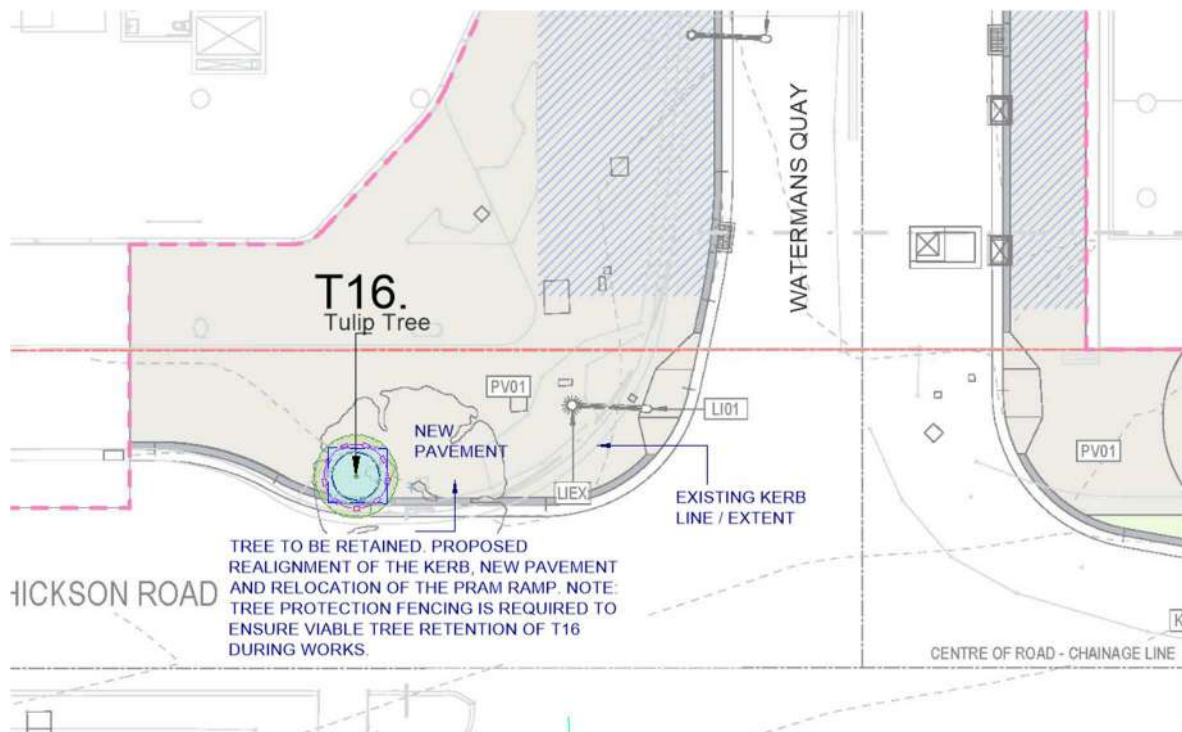 WATERMANS QUAY
T16.
Tulip Tree
PV01
LI01
NEW
PAVEMENT
PV01
LIEX
EXISTING KERB
LINE / EXTENT
TREE TO BE RETAINED. PROPOSED
REALIGNMENT OF THE KERB, NEW PAVEMENT
AND RELOCATION OF THE PRAM RAMP. NOTE:
TREE PROTECTION FENCING IS REQUIRED TO
ENSURE VIABLE TREE RETENTION OF T16
DURING WORKS.
HICKSON ROAD
K
CENTRE OF ROAD - CHAINAGE LINE